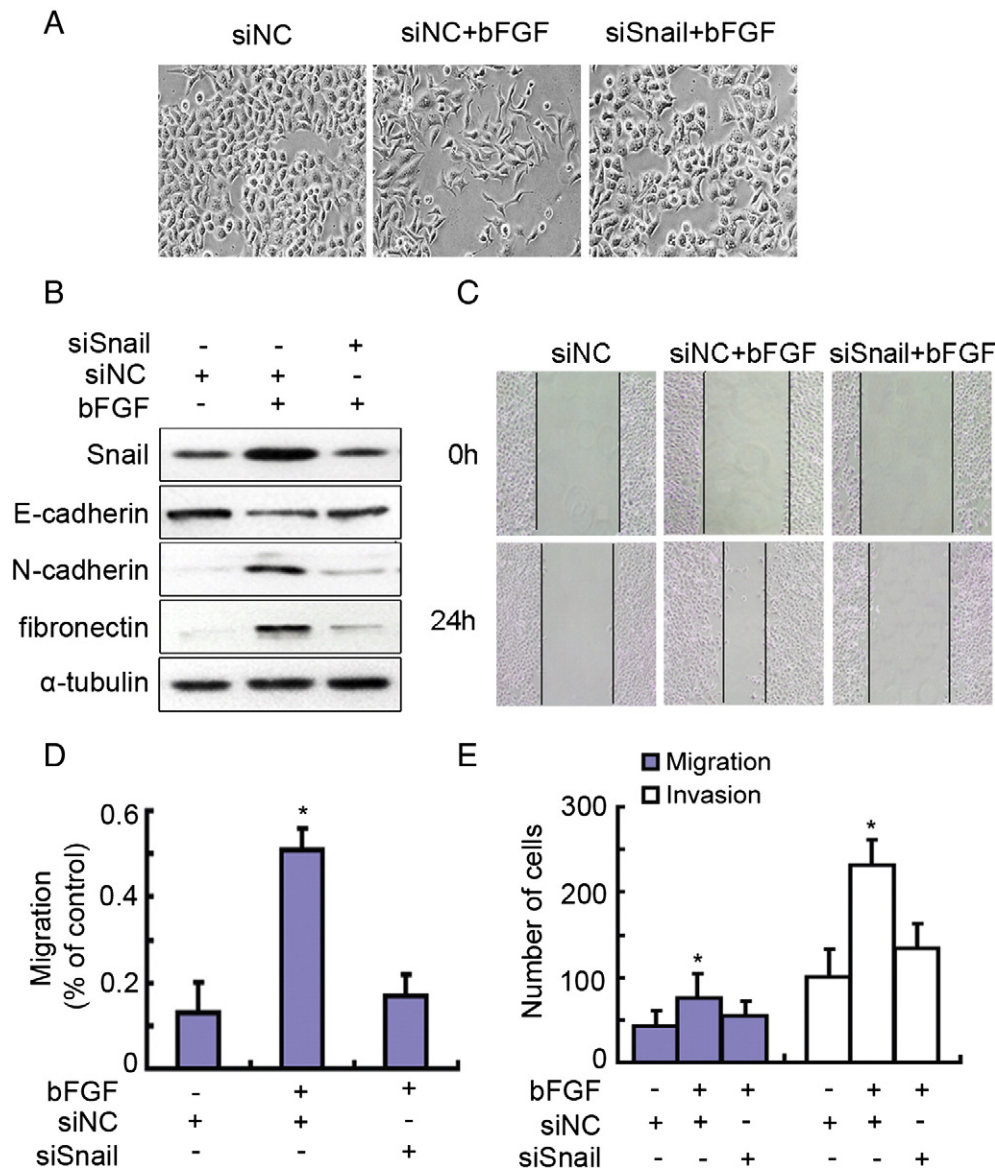 A
siNC siNC+bFGF siSnail+bFGF
B
siSnail - - +
siNC + + -
bFGF - + +
Snail
E-cadherin
N-cadherin
fibronectin
α-tubulin
C
siNC siNC+bFGF siSnail+bFGF
0h
24h
D
Migration
(% of control)
0.6
0.4
0.2
0
*
bFGF - + +
siNC + + -
siSnail - - +
E
Migration
Invasion
Number of cells
300
200
100
0
* *
bFGF - + + - + +
siNC + + - + + -
siSnail - - + - - +